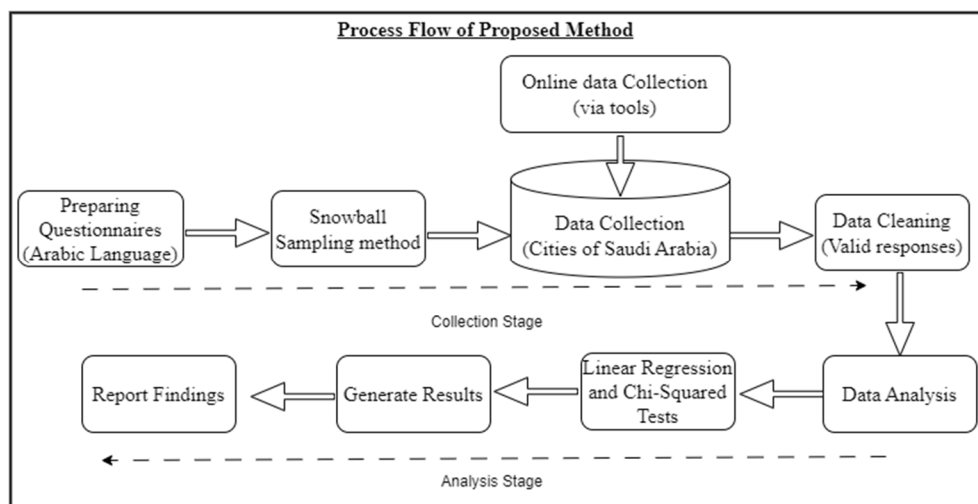 Process Flow of Proposed Method
Online data Collection
(via tools)
Preparing
Questionnaires
(Arabic Language)
Snowball
Sampling method
Data Collection
(Cities of Saudi Arabia)
Data Cleaning
(Valid responses)
Collection Stage
Report Findings
Generate Results
Linear Regression
and Chi-Squared
Tests
Data Analysis
Analysis Stage